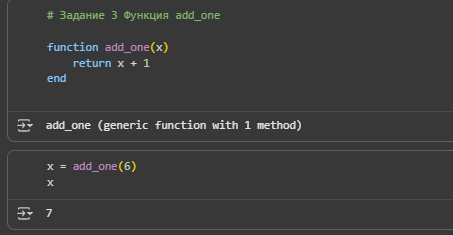 # Задание 3 Функция add_one
function add_one(x)
    return x + 1
end
add_one (generic function with 1 method)
x = add_one(6)
x
7